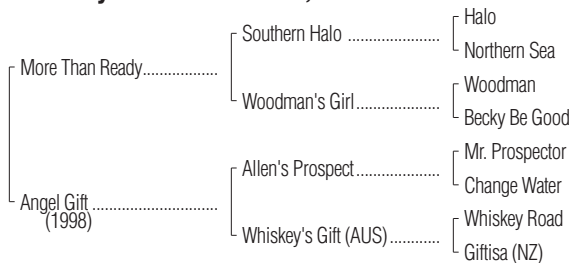 Halo
Southern Halo
Northern Sea
More Than Ready
Woodman
Woodman's Girl
Becky Be Good
Mr. Prospector
Allen's Prospect
Change Water
Angel Gift
(1998)
Whiskey Road
Whiskey's Gift (AUS)
Giftisa (NZ)